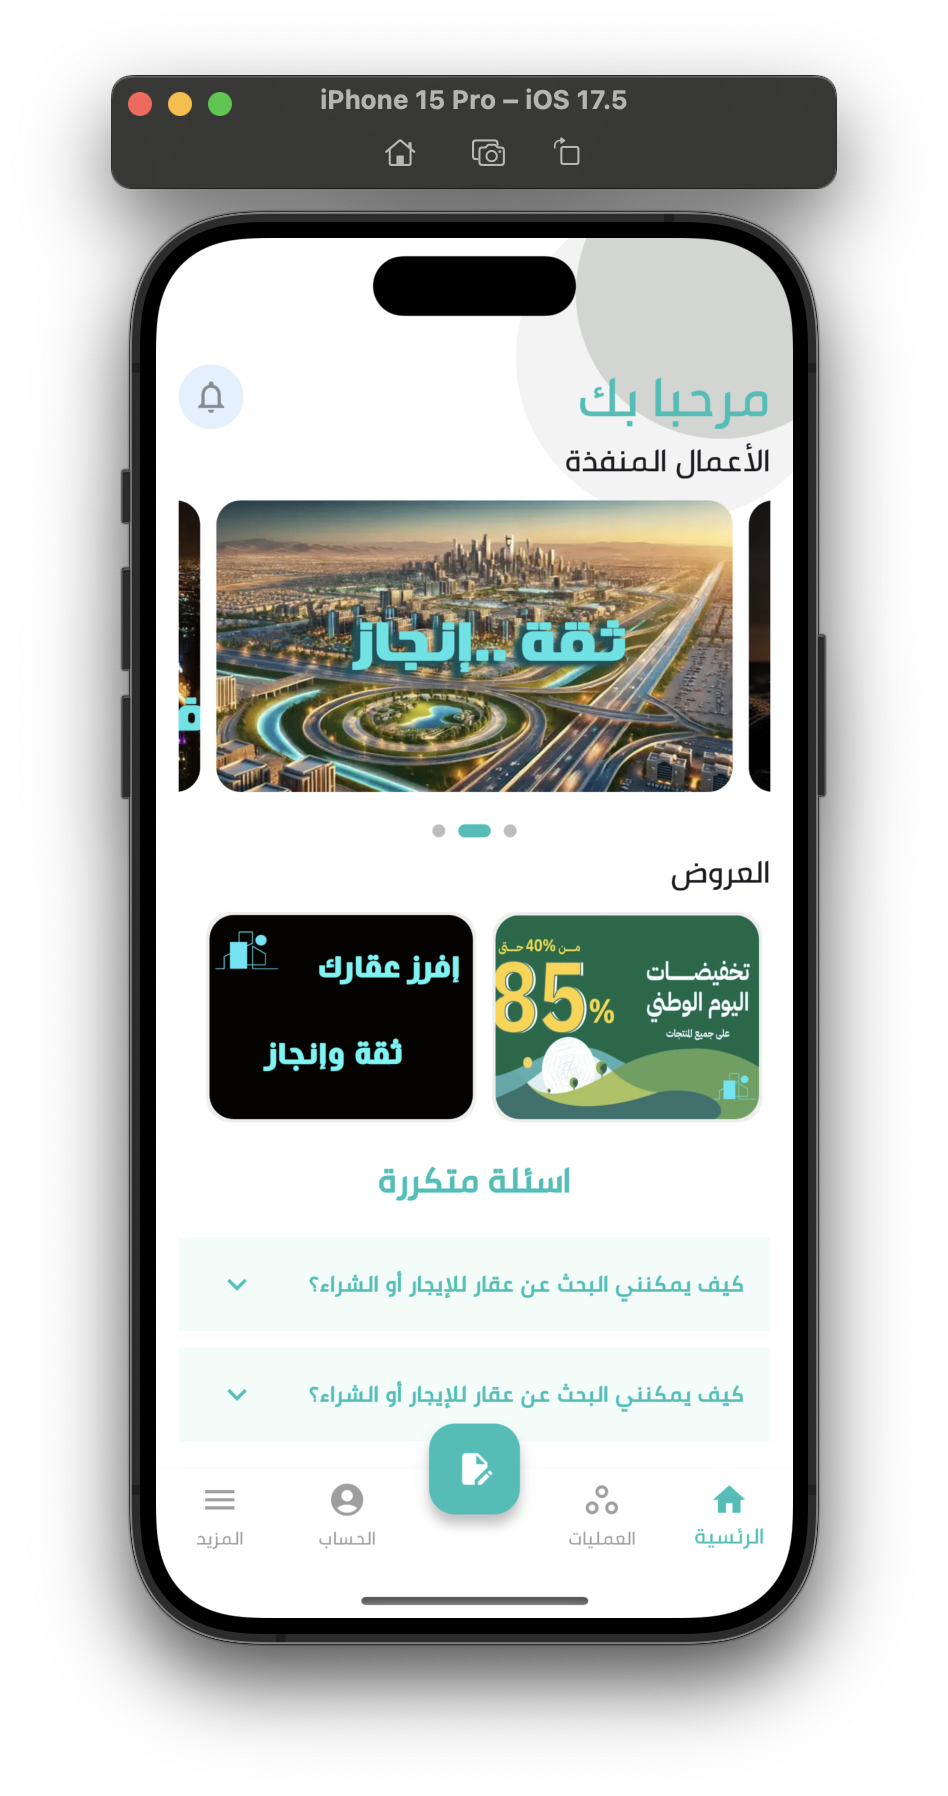 iPhone 15 Pro – iOS 17.5
مرحبا بك
الأعمال المنفذة
ثقة ..إنجاز
العروض
من 40% حتى
85%
تخفيضــات
اليوم الوطني
على جميع المنتجات
إفرز عقارك
ثقة وإنجاز
اسئلة متكررة
كيف يمكنني البحث عن عقار للإيجار أو الشراء؟
كيف يمكنني البحث عن عقار للإيجار أو الشراء؟
الرئسية
العمليات
الحساب
المزيد